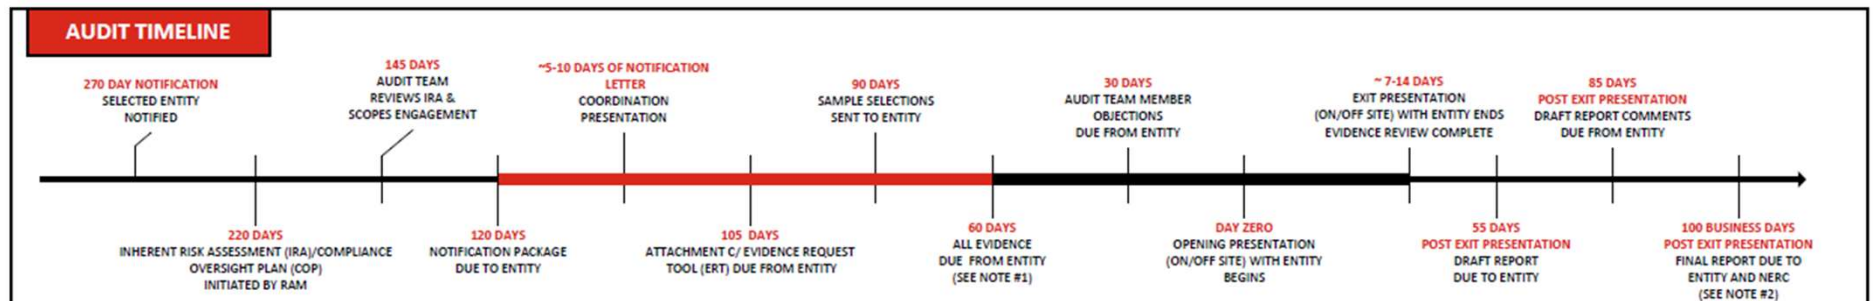 AUDIT TIMELINE
270 DAY NOTIFICATION
SELECTED ENTITY
NOTIFIED
220 DAYS
INHERENT RISK ASSESSMENT (IRA)/COMPLIANCE
OVERSIGHT PLAN (COP)
INITIATED BY RAM
145 DAYS
AUDIT TEAM
REVIEWS IRA &
SCOPES ENGAGEMENT
120 DAYS
NOTIFICATION PACKAGE
DUE TO ENTITY
~5-10 DAYS OF NOTIFICATION
LETTER
COORDINATION
PRESENTATION
105 DAYS
ATTACHMENT C/ EVIDENCE REQUEST
TOOL (ERT) DUE FROM ENTITY
90 DAYS
SAMPLE SELECTIONS
SENT TO ENTITY
60 DAYS
ALL EVIDENCE
DUE FROM ENTITY
(SEE NOTE #1)
30 DAYS
AUDIT TEAM MEMBER
OBJECTIONS
DUE FROM ENTITY
DAY ZERO
OPENING PRESENTATION
(ON/OFF SITE) WITH ENTITY
BEGINS
~ 7-14 DAYS
EXIT PRESENTATION
(ON/OFF SITE) WITH ENTITY ENDS
EVIDENCE REVIEW COMPLETE
55 DAYS
POST EXIT PRESENTATION
DRAFT REPORT
DUE TO ENTITY
85 DAYS
POST EXIT PRESENTATION
DRAFT REPORT COMMENTS
DUE FROM ENTITY
100 BUSINESS DAYS
POST EXIT PRESENTATION
FINAL REPORT DUE TO
ENTITY AND NERC
(SEE NOTE #2)